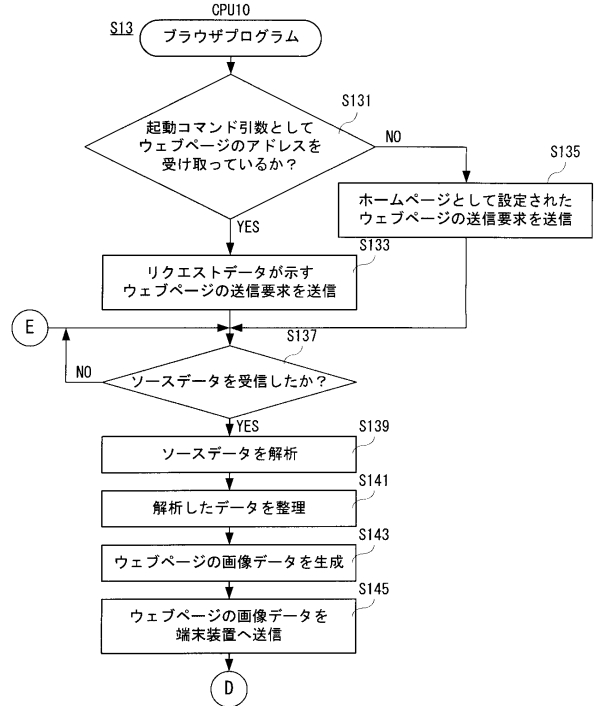 CPU10
S13
ブラウザプログラム
S131
起動コマンド引数として
ウェブページのアドレスを
受け取っているか？
NO
S135
ホームページとして設定された
ウェブページの送信要求を送信
YES
S133
リクエストデータが示す
ウェブページの送信要求を送信
E
S137
NO
ソースデータを受信したか？
YES
S139
ソースデータを解析
S141
解析したデータを整理
S143
ウェブページの画像データを生成
S145
ウェブページの画像データを
端末装置へ送信
D